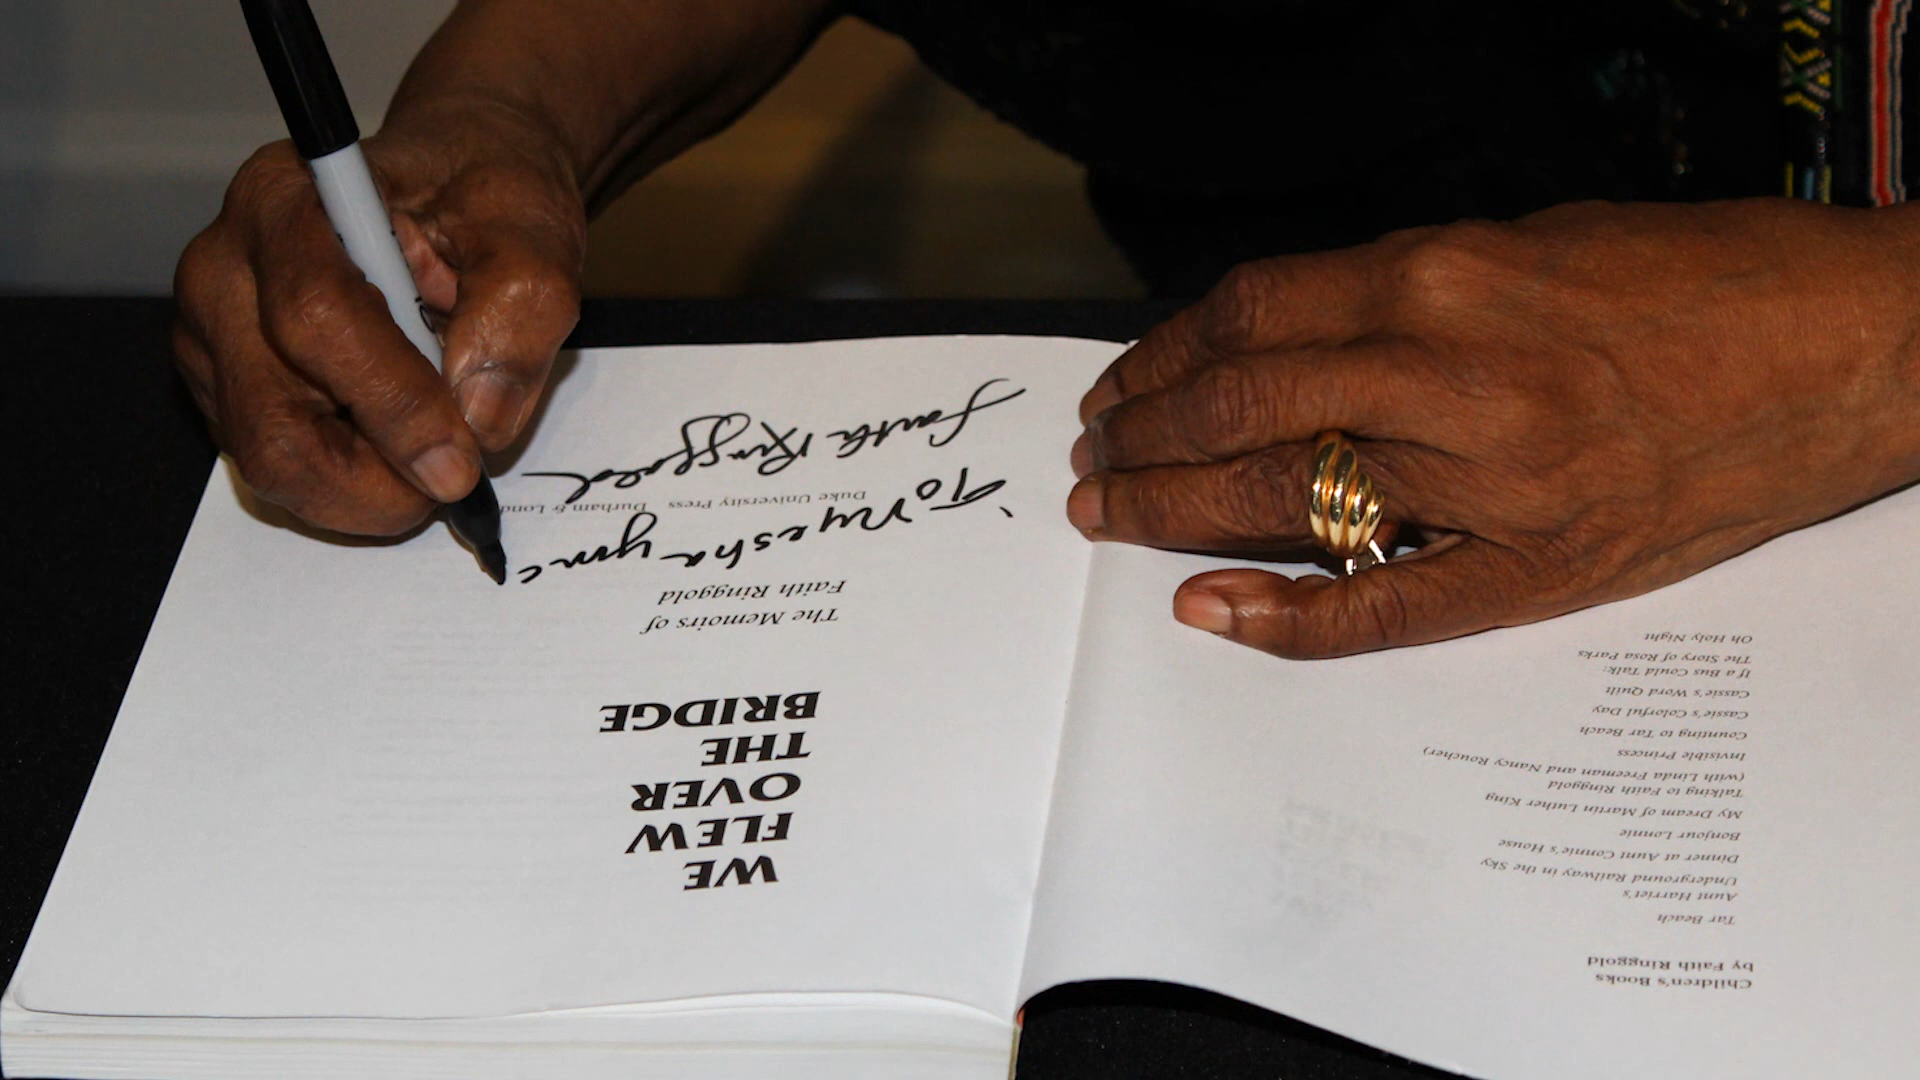 Children's Books
by Faith Ringgold
Tar Beach
Aunt Harriet's
Underground Railway in the Sky
Dinner at Aunt Connie's House
Bonjour Lonnie
My Dream of Martin Luther King
Talking to Faith Ringgold
(with Linda Freeman and Nancy Roucher)
Invisible Princess
Counting to Tar Beach
Cassie's Colorful Day
Cassie's Word Quilt
If a Bus Could Talk:
The Story of Rosa Parks
Oh Holy Night
WE
FLEW
OVER
THE
BRIDGE
The Memoirs of
Faith Ringgold
To Nyesha
Duke University Press Durham & Lond
Faith Ringgold